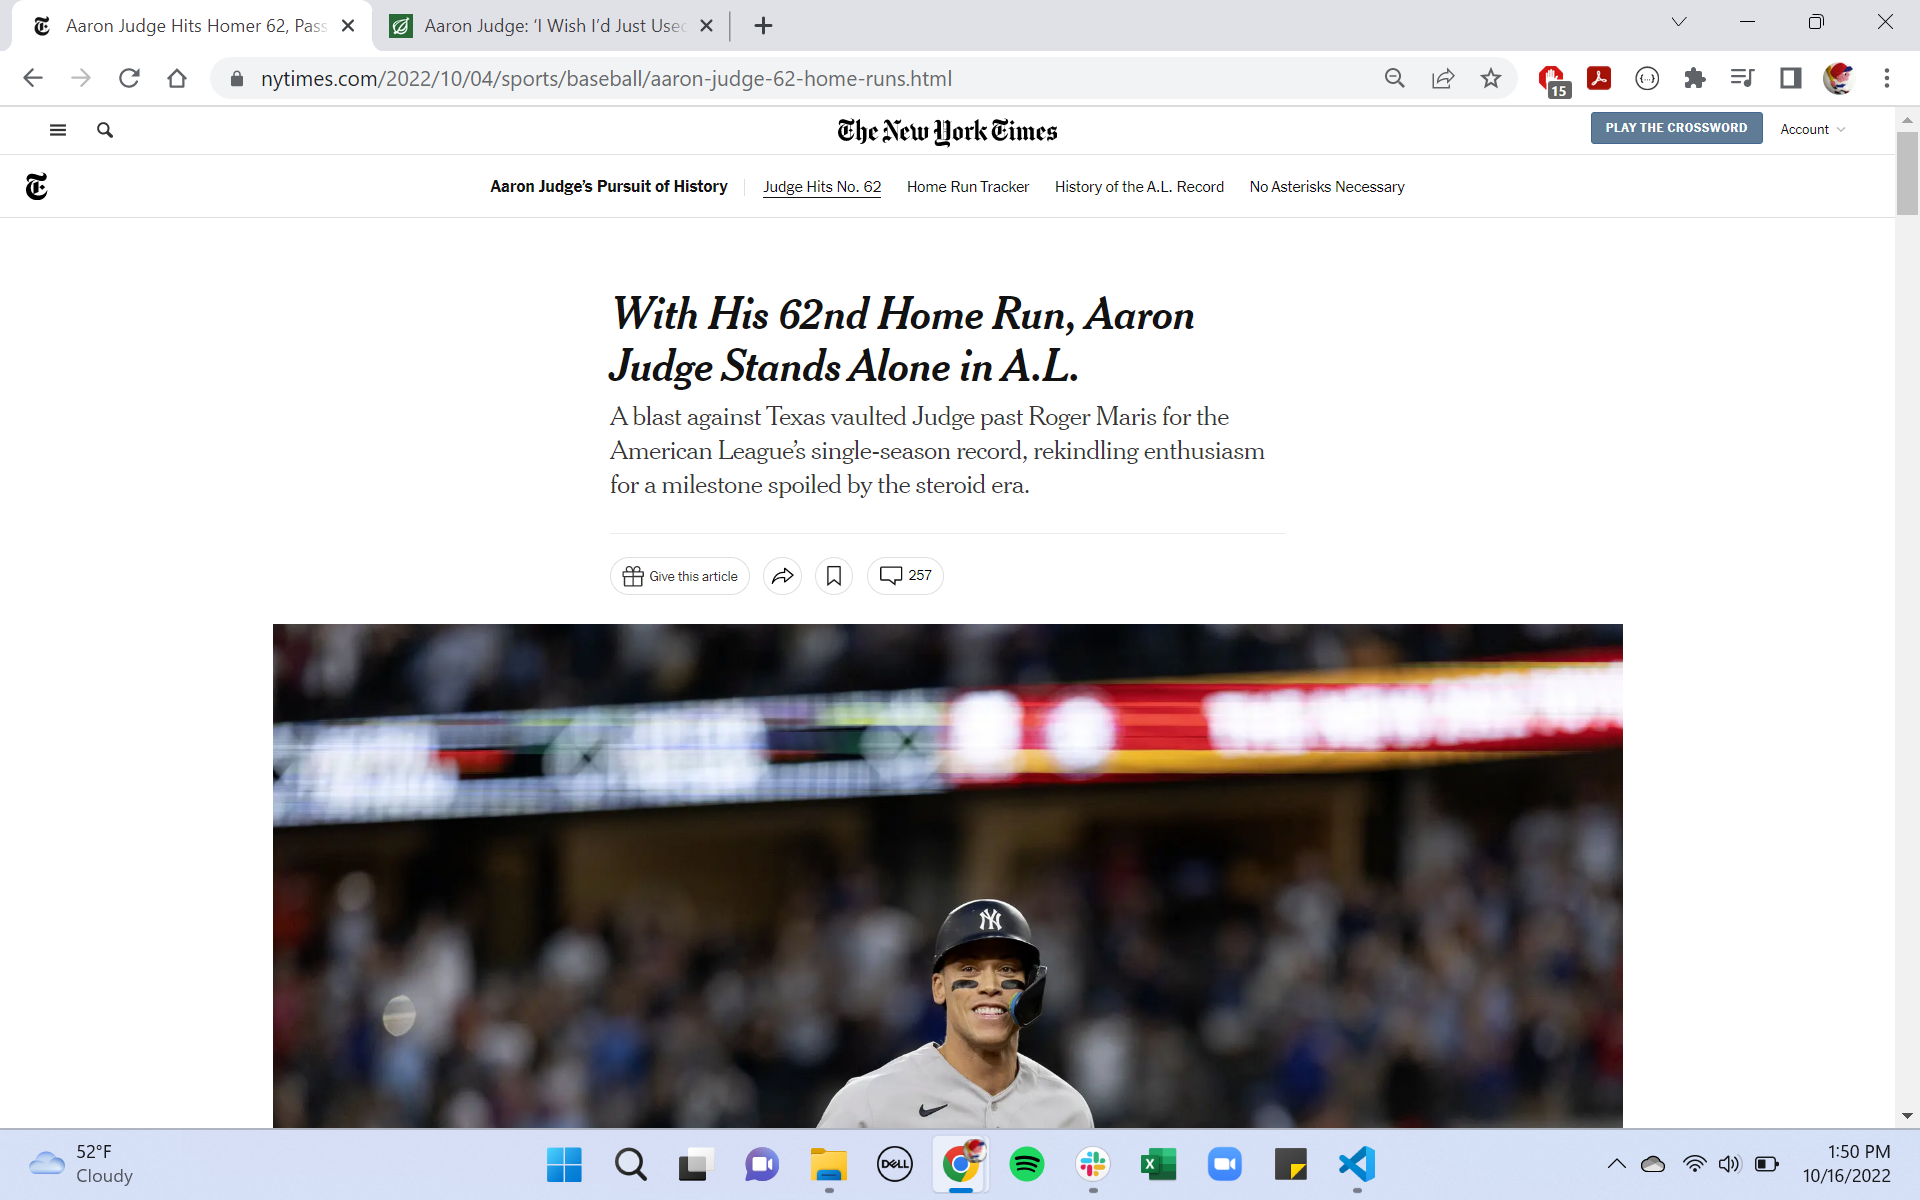 Aaron Judge Hits Homer 62, Pass
Aaron Judge: ‘I Wish I’d Just Used
nytimes.com/2022/10/04/sports/baseball/aaron-judge-62-home-runs.html
15
The New York Times
PLAY THE CROSSWORD
Account
Aaron Judge’s Pursuit of History
Judge Hits No. 62
Home Run Tracker
History of the A.L. Record
No Asterisks Necessary
With His 62nd Home Run, Aaron
Judge Stands Alone in A.L.
A blast against Texas vaulted Judge past Roger Maris for the
American League’s single-season record, rekindling enthusiasm
for a milestone spoiled by the steroid era.
Give this article
257
NY
52°F
Cloudy
DELL
1:50 PM
10/16/2022